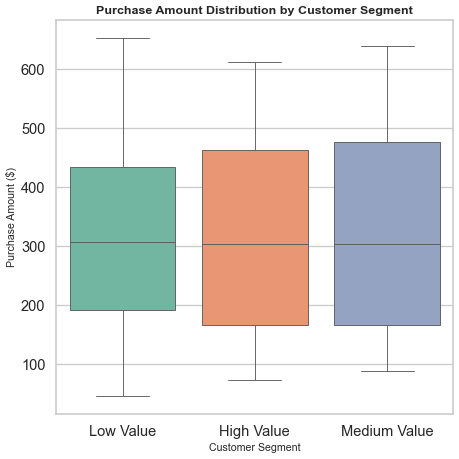 Purchase Amount Distribution by Customer Segment
Purchase Amount ($)
600
500
400
300
200
100
Low Value High Value Medium Value
Customer Segment